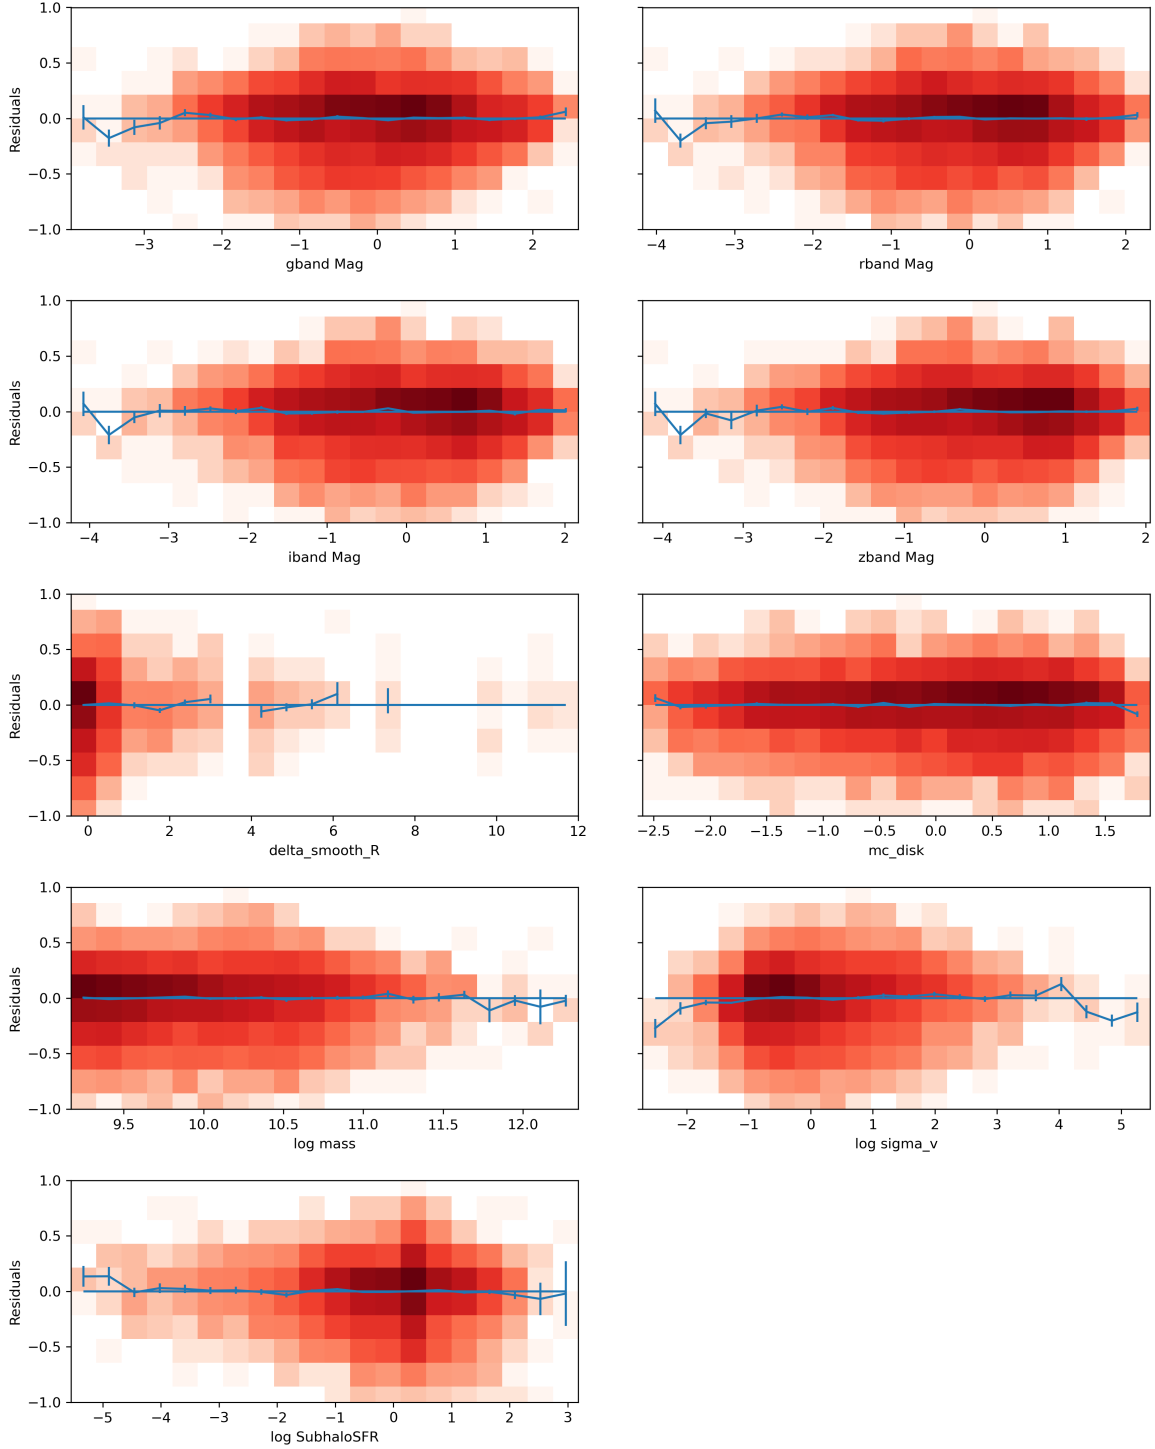 1.0
0.5
0.0
−0.5
−1.0
Residuals
−3 −2 −1 0 1 2
gband Mag
−4 −3 −2 −1 0 1 2
rband Mag
1.0
0.5
0.0
−0.5
−1.0
Residuals
−4 −3 −2 −1 0 1 2
iband Mag
−4 −3 −2 −1 0 1 2
zband Mag
1.0
0.5
0.0
−0.5
−1.0
Residuals
0 2 4 6 8 10 12
delta_smooth_R
−2.5 −2.0 −1.5 −1.0 −0.5 0.0 0.5 1.0 1.5
mc_disk
1.0
0.5
0.0
−0.5
−1.0
Residuals
9.5 10.0 10.5 11.0 11.5 12.0
log mass
−2 −1 0 1 2 3 4 5
log sigma_v
1.0
0.5
0.0
−0.5
−1.0
Residuals
−5 −4 −3 −2 −1 0 1 2 3
log SubhaloSFR